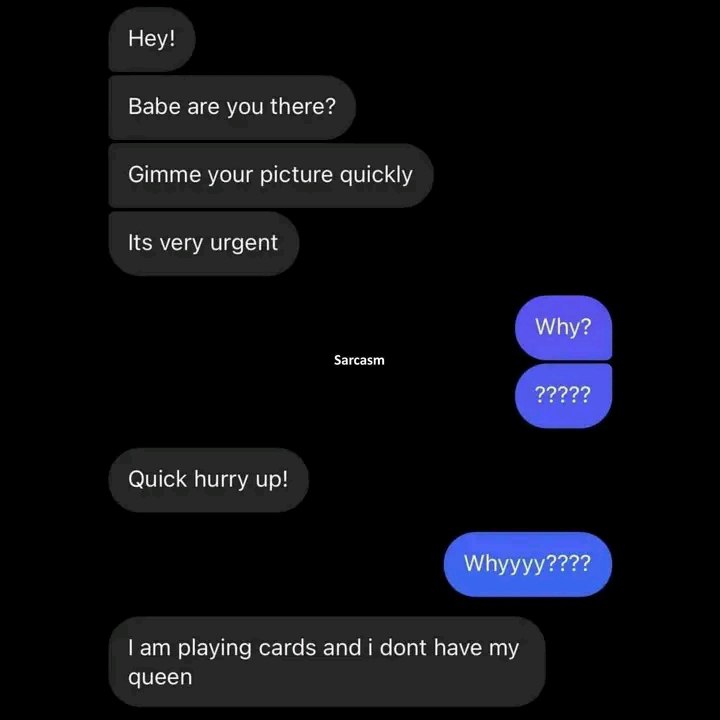 Hey!
Babe are you there?
Gimme your picture quickly
Its very urgent
Why?
Sarcasm
?????
Quick hurry up!
Whyyyy????
I am playing cards and i dont have my
queen